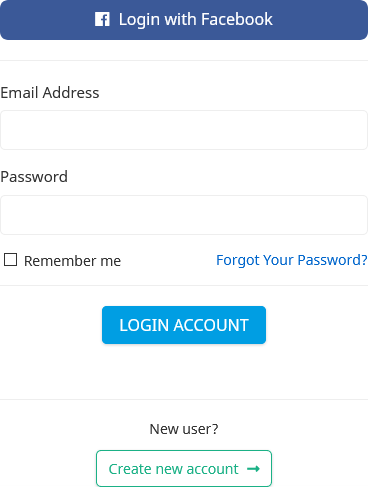 Login with Facebook
Email Address
Password
Remember me
Forgot Your Password?
LOGIN ACCOUNT
New user?
Create new account →